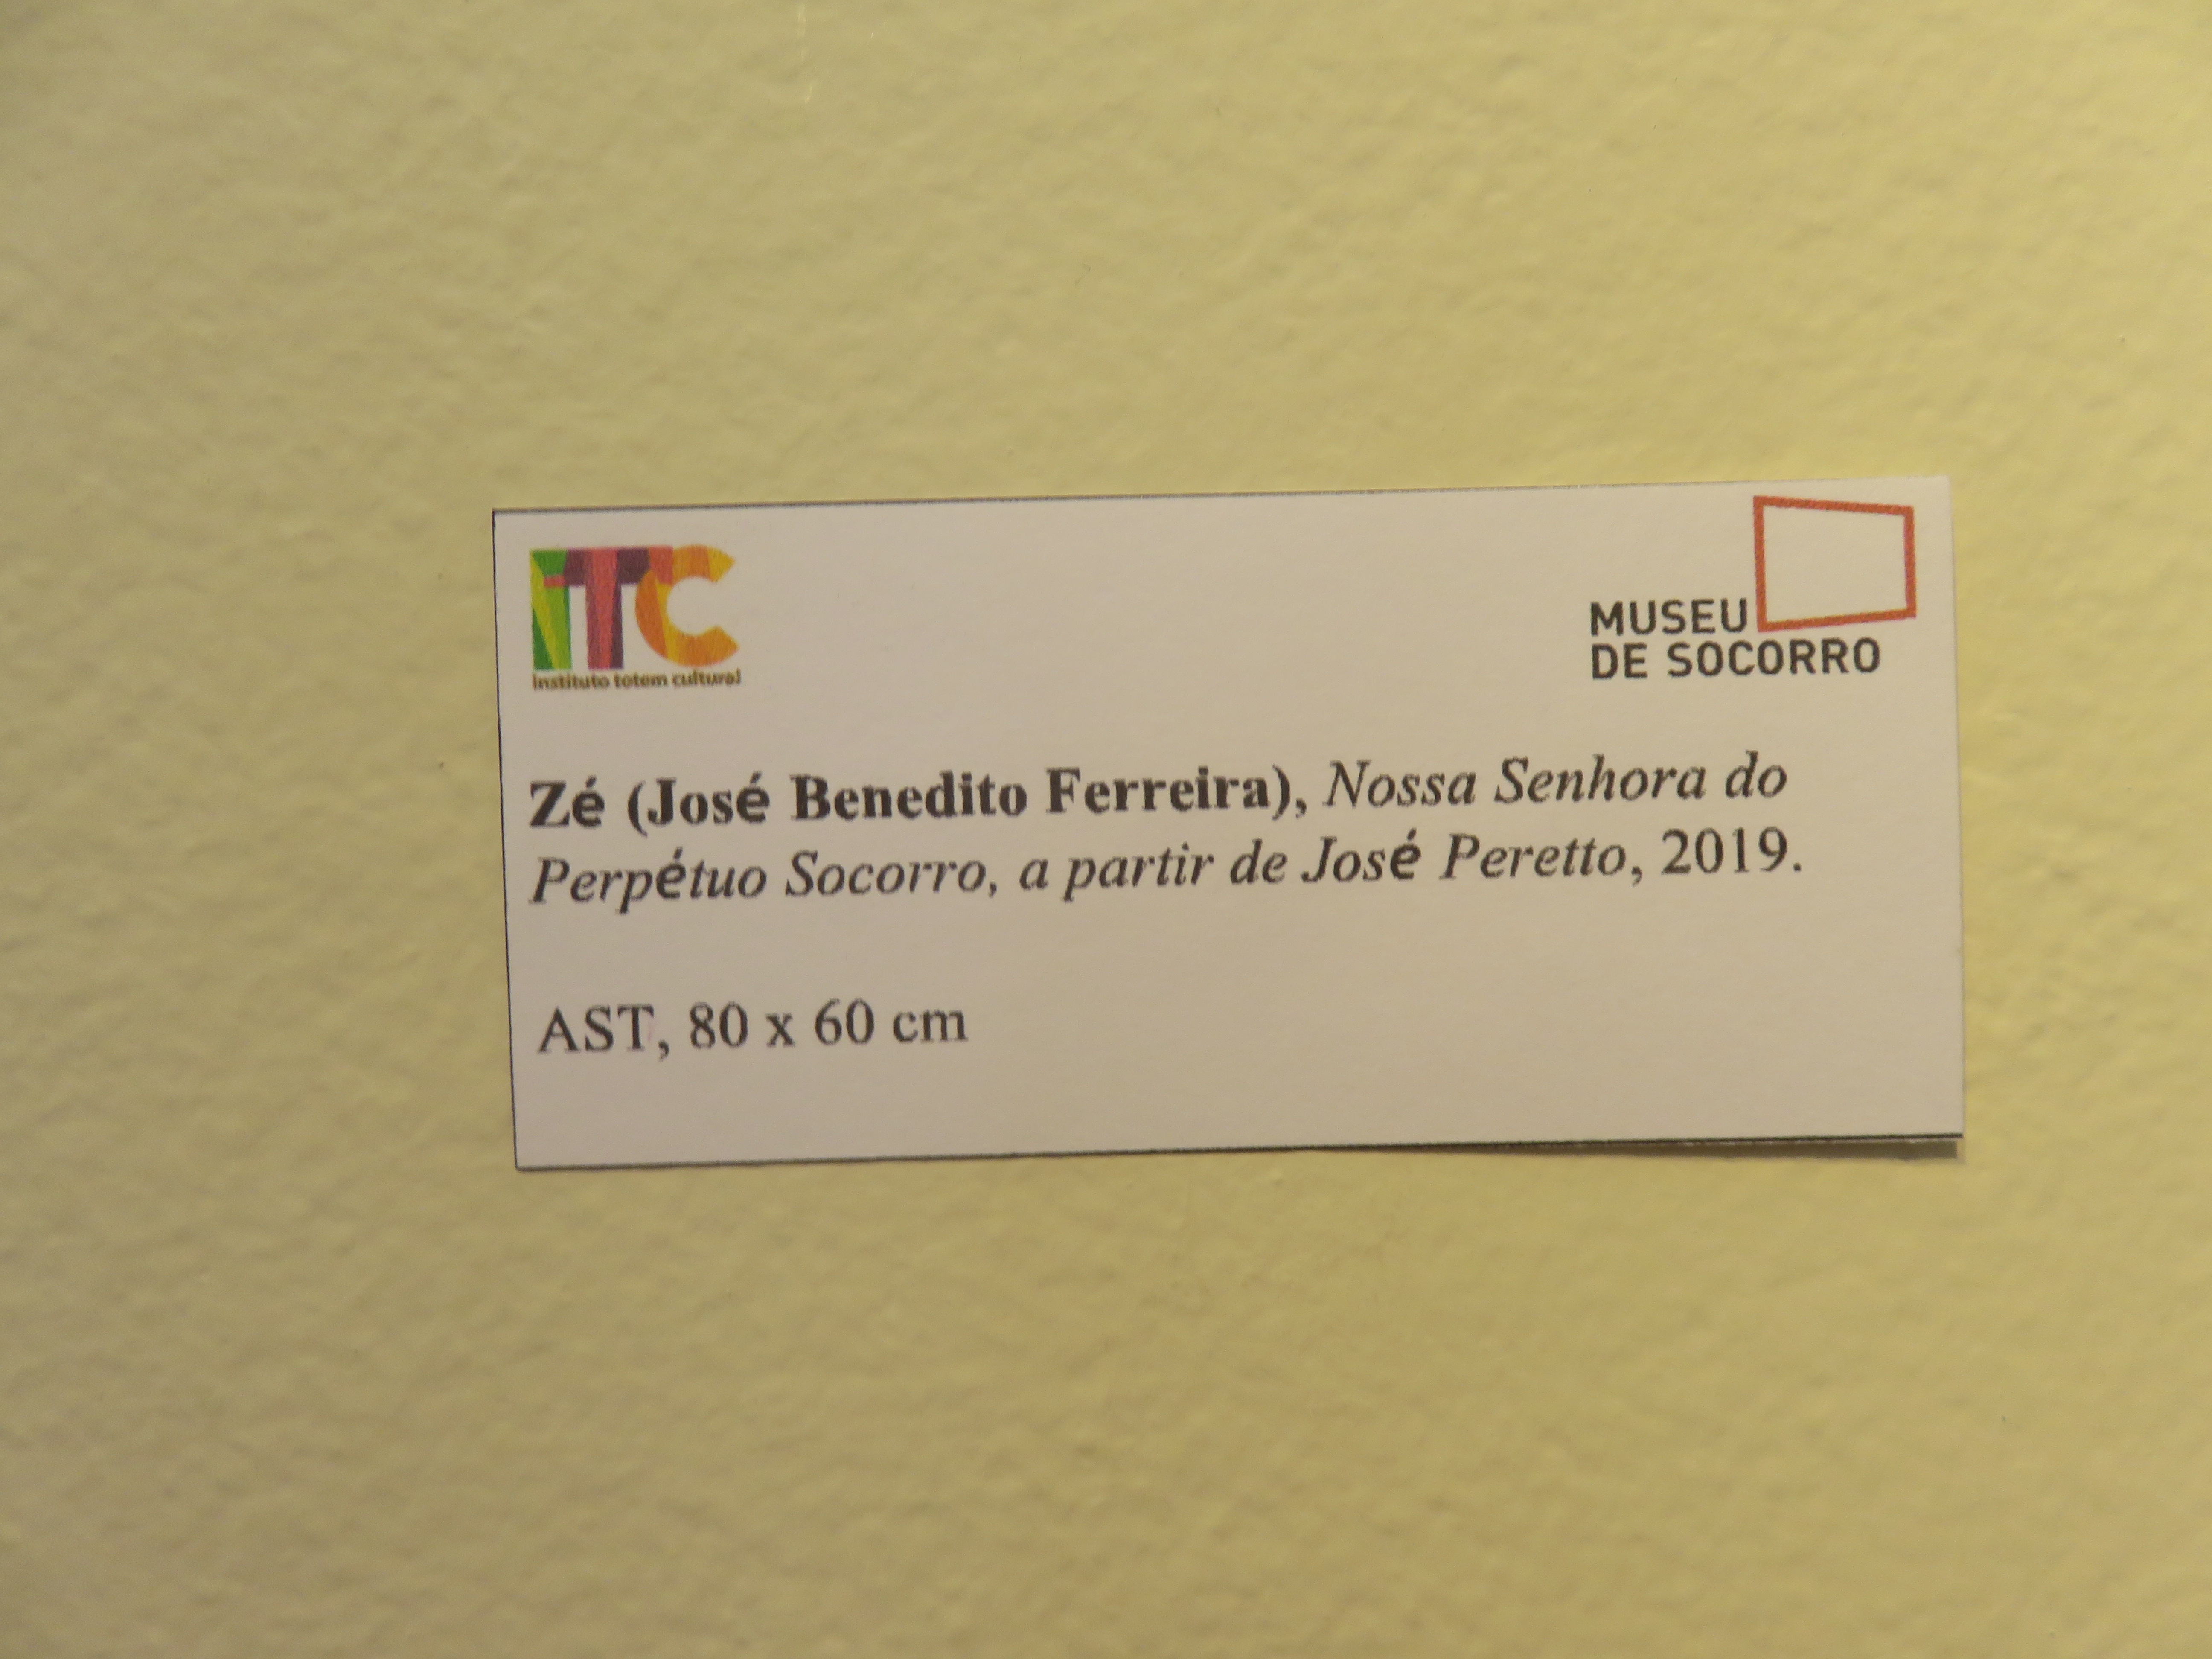 ITC
instituto totem cultural
MUSEU
DE SOCORRO
Zé (José Benedito Ferreira), Nossa Senhora do
Perpétuo Socorro, a partir de José Peretto, 2019.
AST, 80 x 60 cm